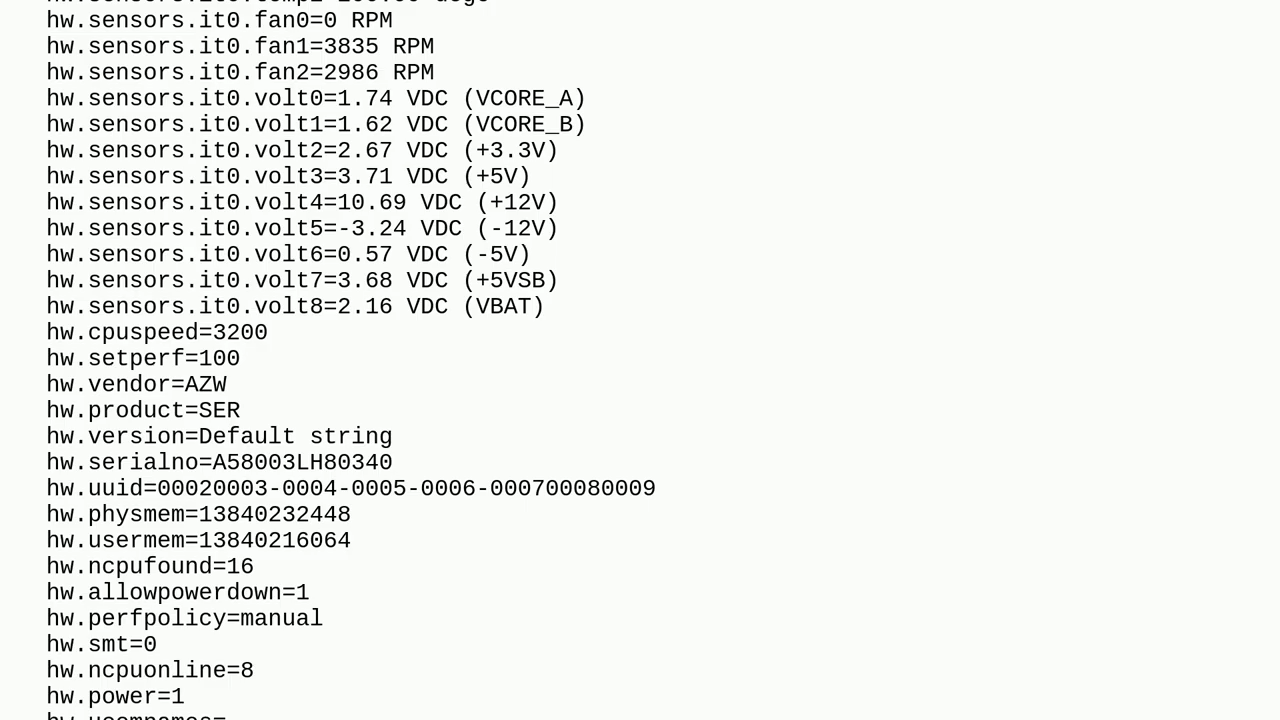 hw.sensors.it0.fan0=0 RPM
hw.sensors.it0.fan1=3835 RPM
hw.sensors.it0.fan2=2986 RPM
hw.sensors.it0.volt0=1.74 VDC (VCORE_A)
hw.sensors.it0.volt1=1.62 VDC (VCORE_B)
hw.sensors.it0.volt2=2.67 VDC (+3.3V)
hw.sensors.it0.volt3=3.71 VDC (+5V)
hw.sensors.it0.volt4=10.69 VDC (+12V)
hw.sensors.it0.volt5=-3.24 VDC (-12V)
hw.sensors.it0.volt6=0.57 VDC (-5V)
hw.sensors.it0.volt7=3.68 VDC (+5VSB)
hw.sensors.it0.volt8=2.16 VDC (VBAT)
hw.cpuspeed=3200
hw.setperf=100
hw.vendor=AZW
hw.product=SER
hw.version=Default string
hw.serialno=A58003LH80340
hw.uuid=00020003-0004-0005-0006-000700080009
hw.physmem=13840232448
hw.usermem=13840216064
hw.ncpufound=16
hw.allowpowerdown=1
hw.perfpolicy=manual
hw.smt=0
hw.ncpuonline=8
hw.power=1